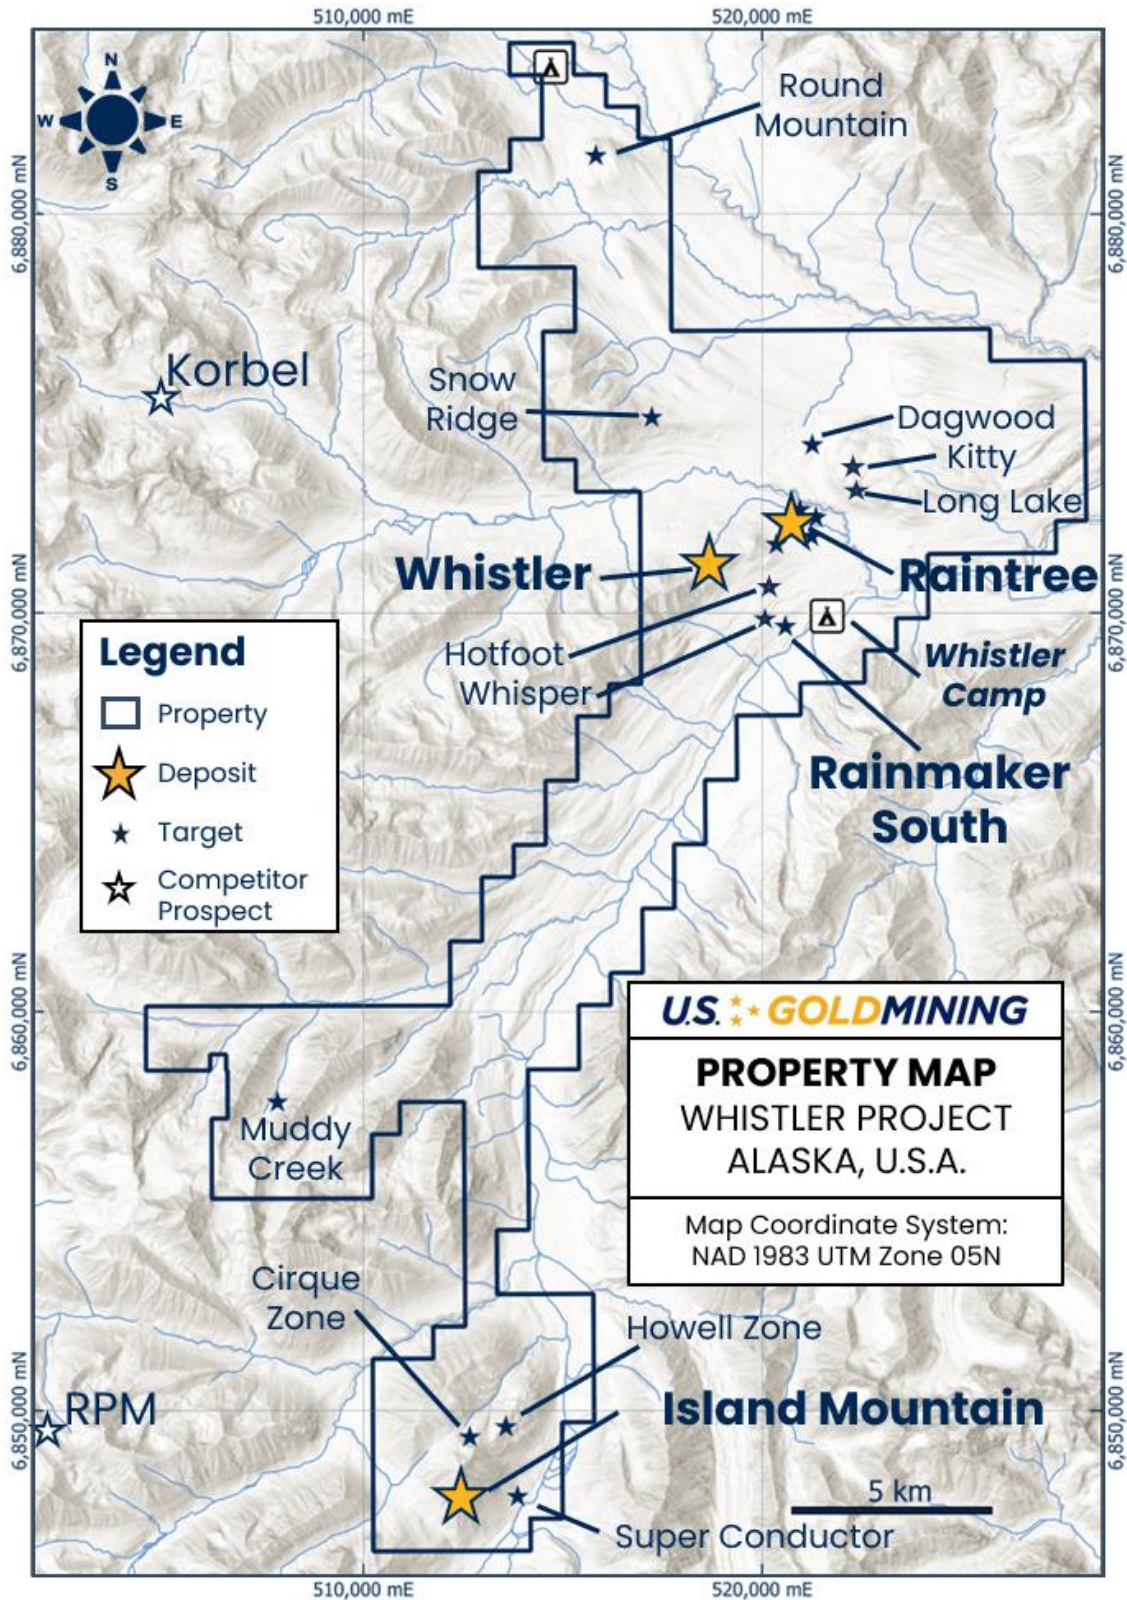 510,000 mE
520,000 mE
N
W
E
S
Round
Mountain
6,880,000 mN
6,880,000 mN
Korbel
Snow
Ridge
Dagwood
Kitty
Long Lake
Whistler
Raintree
6,870,000 mN
6,870,000 mN
Hotfoot
Whisper
Whistler
Camp
Rainmaker
South
Legend
Property
Deposit
Target
Competitor
Prospect
6,860,000 mN
6,860,000 mN
U.S. GOLDMINING
PROPERTY MAP
WHISTLER PROJECT
ALASKA, U.S.A.
Map Coordinate System:
NAD 1983 UTM Zone 05N
Muddy
Creek
Cirque
Zone
Howell Zone
RPM
Island Mountain
6,850,000 mN
6,850,000 mN
5 km
Super Conductor
510,000 mE
520,000 mE